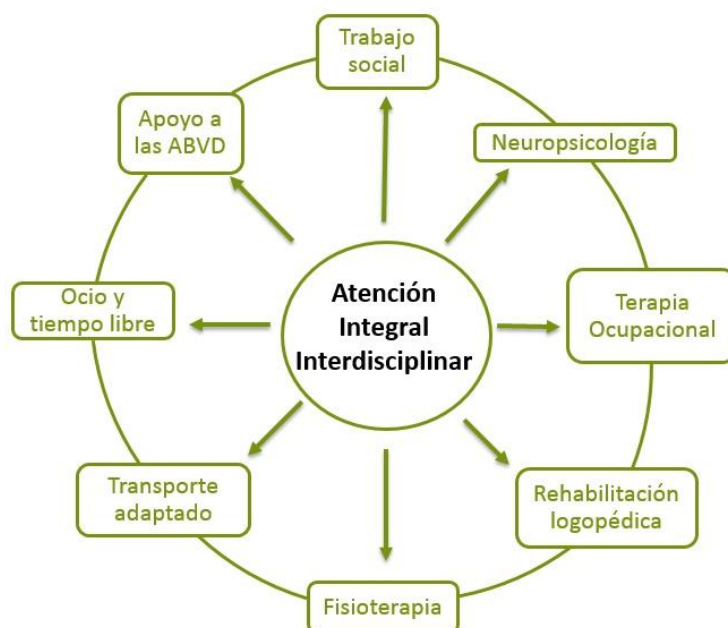 Trabajo
social
Apoyo a
las ABVD
Neuropsicología
Ocio y
tiempo libre
Atención
Integral
Interdisciplinar
Terapia
Ocupacional
Transporte
adaptado
Rehabilitación
logopédica
Fisioterapia